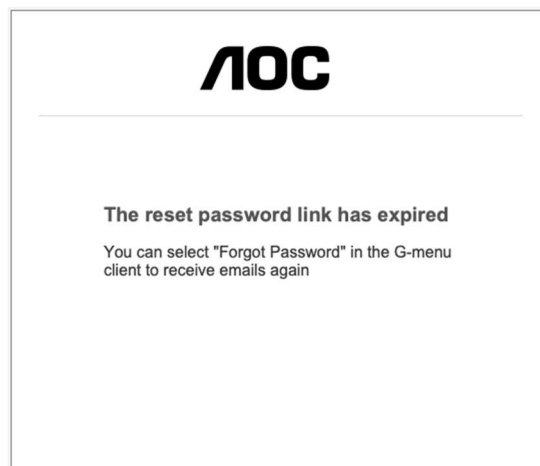 AOC
The reset password link has expired
You can select "Forgot Password" in the G-menu
client to receive emails again